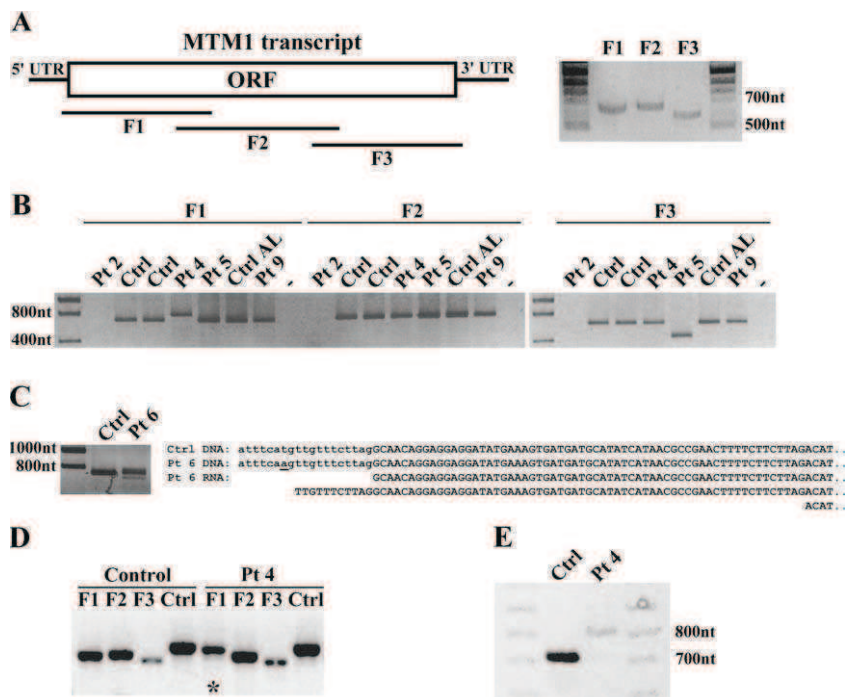 A
MTM1 transcript
5' UTR
3' UTR
ORF
F1
F2
F3
F1 F2 F3
700nt
500nt
B
F1
F2
F3
Pt 2 Ctrl Ctrl Pt 4 Pt 5 Ctrl AL Pt 9 -
Pt 2 Ctrl Ctrl Pt 4 Pt 5 Ctrl AL Pt 9 -
Pt 2 Ctrl Ctrl Pt 4 Pt 5 Ctrl AL Pt 9 -
800nt
400nt
C
Ctrl Pt 6
1000nt
800nt
Ctrl DNA: atttcatgttgtttcttagGCAACAGGAGGAGGATATGAAAGTGATGATGCATATCATAACGCCGAACTTTTCTTCTTAGACAT..
Pt 6 DNA: atttcaagttgtttcttagGCAACAGGAGGAGGATATGAAAGTGATGATGCATATCATAACGCCGAACTTTTCTTCTTAGACAT..
Pt 6 RNA: GCAACAGGAGGAGGATATGAAAGTGATGATGCATATCATAACGCCGAACTTTTCTTCTTAGACAT..
TTGTTTCTTAGGCAACAGGAGGAGGATATGAAAGTGATGATGCATATCATAACGCCGAACTTTTCTTCTTAGACAT..
ACAT..
D
Control Pt 4
F1 F2 F3 Ctrl F1 F2 F3 Ctrl
*
E
Ctrl Pt 4
800nt
700nt